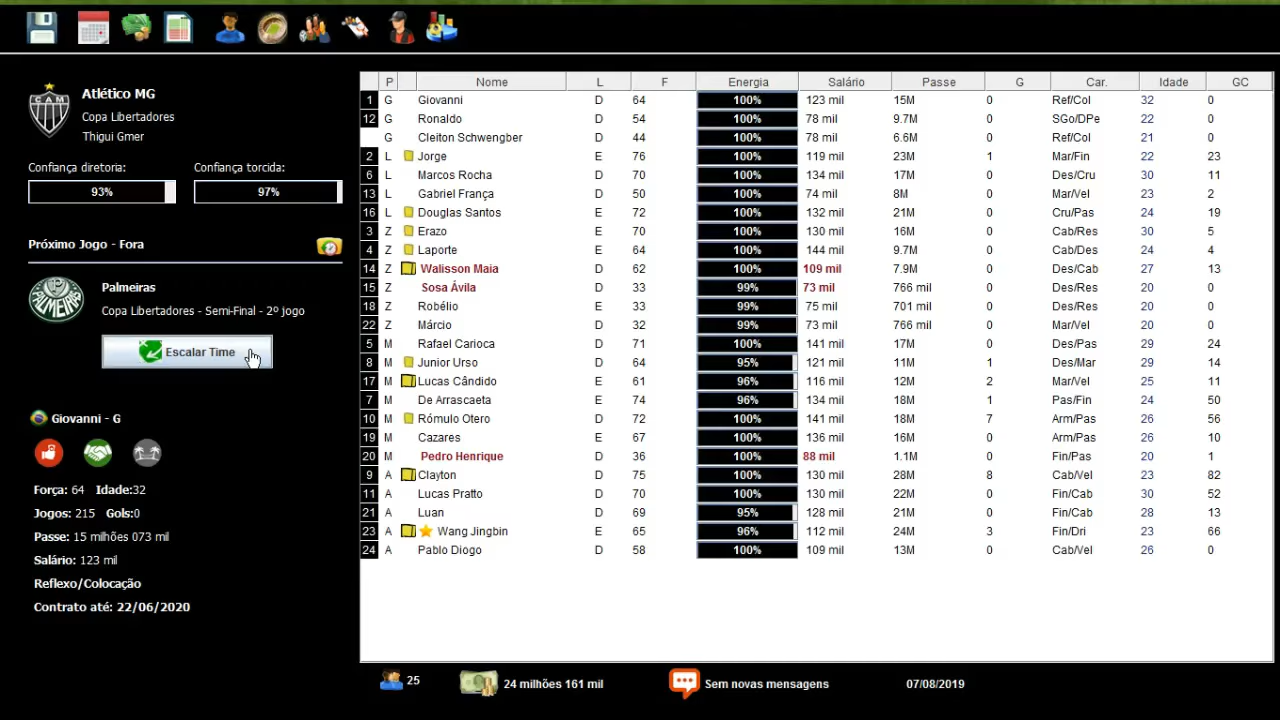 Atlético MG
Copa Libertadores
Thigui Gmer
Confiança diretoria: Confiança torcida:
93% 97%
Próximo Jogo - Fora
Palmeiras
Copa Libertadores - Semi-Final - 2º jogo
Escalar Time
Giovanni - G
Força: 64 Idade:32
Jogos: 215 Gols:0
Passe: 15 milhões 073 mil
Salário: 123 mil
Reflexo/Colocação
Contrato até: 22/06/2020
P Nome L F Energia Salário Passe G Car. Idade GC
1 G Giovanni D 64 100% 123 mil 15M 0 Ref/Col 32 0
12 G Ronaldo D 54 100% 78 mil 9.7M 0 SGo/DPe 22 0
G Cleiton Schwengber D 44 100% 78 mil 6.6M 0 Ref/Col 21 0
2 L Jorge E 76 100% 119 mil 23M 1 Mar/Fin 22 23
6 L Marcos Rocha D 70 100% 134 mil 17M 0 Des/Cru 30 11
13 L Gabriel França D 50 100% 74 mil 8M 0 Mar/Vel 23 2
16 L Douglas Santos E 72 100% 132 mil 21M 0 Cru/Pas 24 19
3 Z Erazo E 70 100% 130 mil 16M 0 Cab/Res 30 5
4 Z Laporte E 64 100% 144 mil 9.7M 0 Cab/Des 24 4
14 Z Walisson Maia D 62 100% 109 mil 7.9M 0 Des/Cab 27 13
15 Z Sosa Ávila D 33 99% 73 mil 766 mil 0 Des/Res 20 0
18 Z Robélio E 33 99% 75 mil 701 mil 0 Des/Res 20 0
22 Z Márcio D 32 99% 73 mil 766 mil 0 Mar/Vel 20 0
5 M Rafael Carioca D 71 100% 141 mil 17M 0 Des/Pas 29 24
8 M Junior Urso D 64 95% 121 mil 11M 1 Des/Mar 29 14
17 M Lucas Cândido E 61 96% 116 mil 12M 2 Mar/Vel 25 11
7 M De Arrascaeta E 74 96% 134 mil 18M 1 Pas/Fin 24 50
10 M Rómulo Otero D 72 100% 141 mil 18M 7 Arm/Pas 26 56
19 M Cazares E 67 100% 136 mil 16M 0 Arm/Pas 26 10
20 M Pedro Henrique D 36 100% 88 mil 1.1M 0 Fin/Pas 20 1
9 A Clayton D 75 100% 130 mil 28M 8 Cab/Vel 23 82
11 A Lucas Pratto D 70 100% 130 mil 22M 0 Fin/Cab 30 52
21 A Luan D 69 95% 128 mil 21M 0 Fin/Cab 28 13
23 A Wang Jingbin E 65 96% 112 mil 24M 3 Fin/Dri 23 66
24 A Pablo Diogo D 58 100% 109 mil 13M 0 Cab/Vel 26 0
25 24 milhões 161 mil Sem novas mensagens 07/08/2019